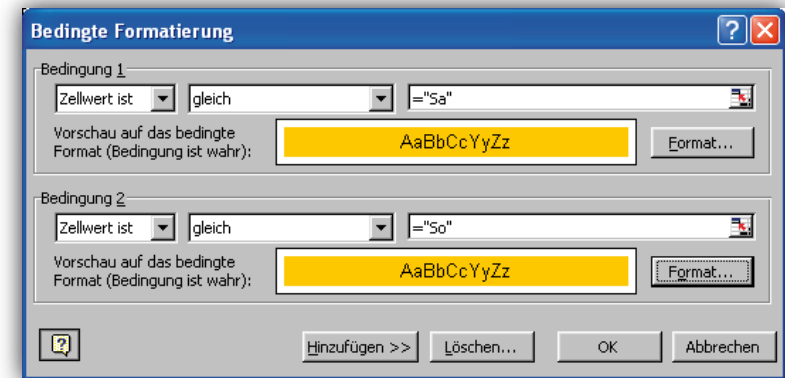 Bedingte Formatierung
Bedingung 1
Zellwert ist gleich ="Sa"
Vorschau auf das bedingte
Format (Bedingung ist wahr):
AaBbCcYyZz
Format...
Bedingung 2
Zellwert ist gleich ="So"
Vorschau auf das bedingte
Format (Bedingung ist wahr):
AaBbCcYyZz
Format...
Hinzufügen >> Löschen... OK Abbrechen